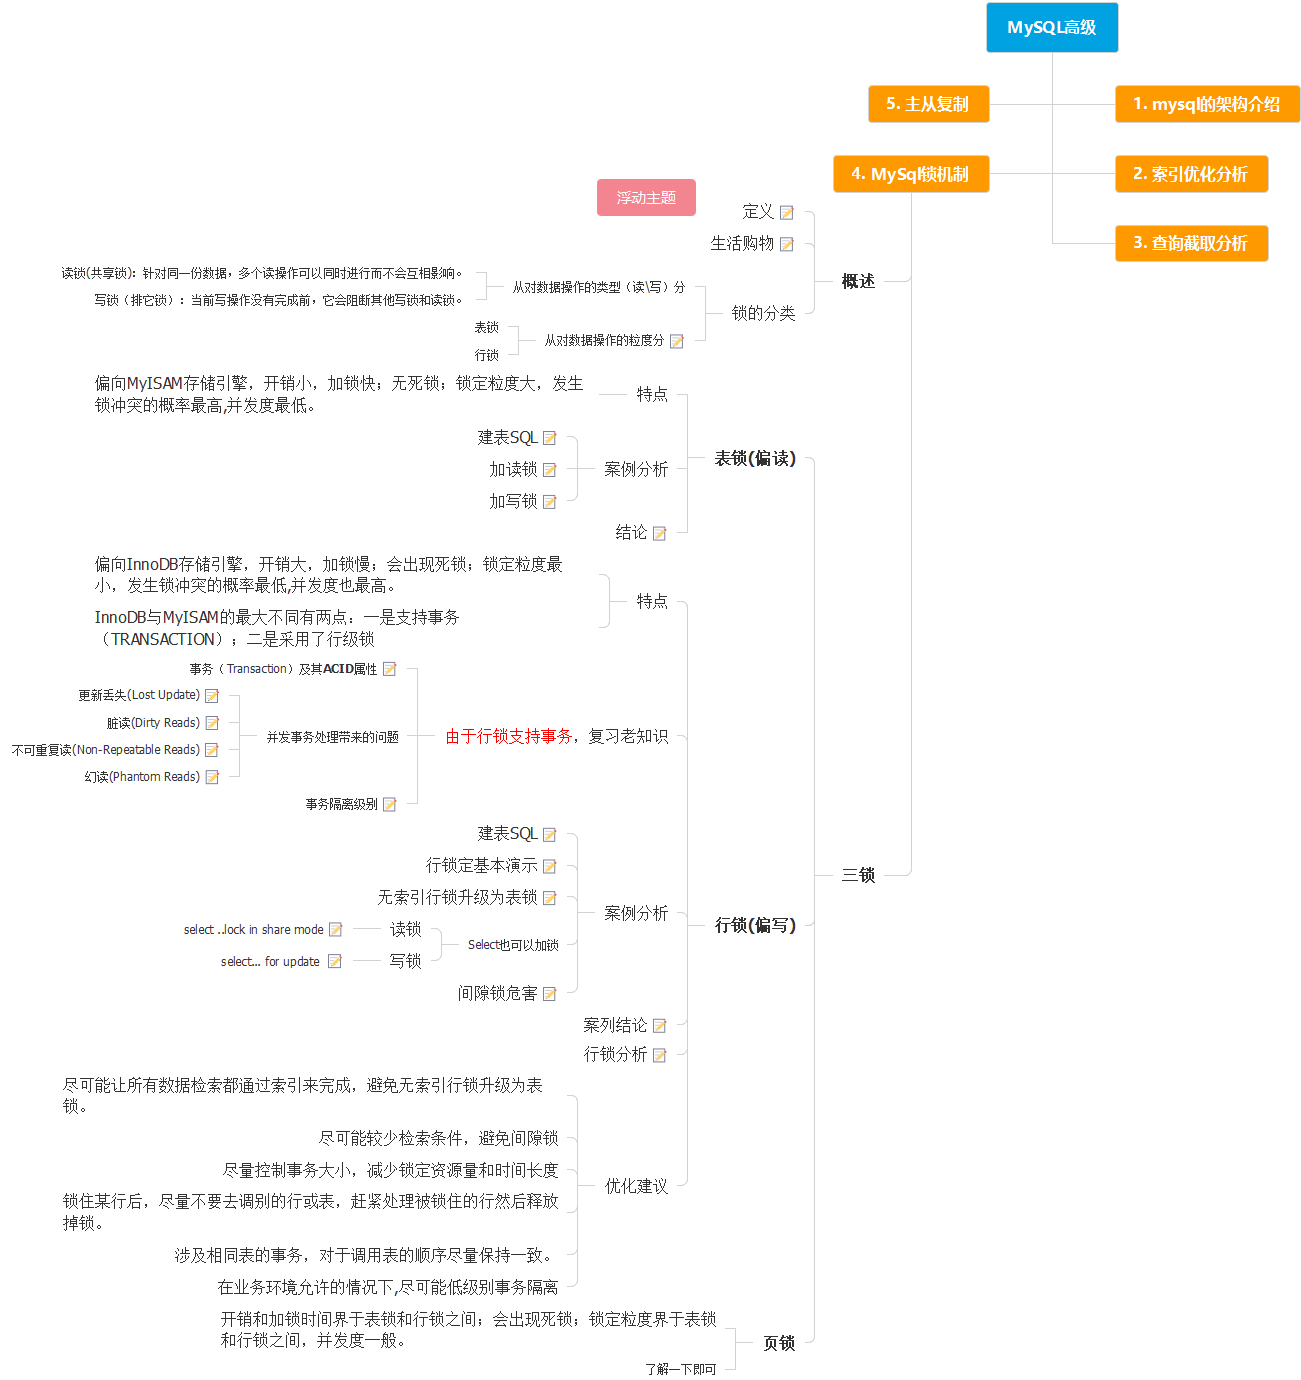 MySQL高级
1. mysql的架构介绍
2. 索引优化分析
3. 查询截取分析
5. 主从复制
4. MySql锁机制
浮动主题
概述
定义
生活购物
锁的分类
从对数据操作的类型（读\写）分
读锁(共享锁)：针对同一份数据，多个读操作可以同时进行而不会互相影响。
写锁（排它锁）：当前写操作没有完成前，它会阻断其他写锁和读锁。
从对数据操作的粒度分
表锁
行锁
三锁
表锁(偏读)
特点
偏向MyISAM存储引擎，开销小，加锁快；无死锁；锁定粒度大，发生
锁冲突的概率最高,并发度最低。
案例分析
建表SQL
加读锁
加写锁
结论
行锁(偏写)
特点
偏向InnoDB存储引擎，开销大，加锁慢；会出现死锁；锁定粒度最
小，发生锁冲突的概率最低,并发度也最高。
InnoDB与MyISAM的最大不同有两点：一是支持事务
（TRANSACTION）；二是采用了行级锁
由于行锁支持事务，复习老知识
事务（Transaction）及其ACID属性
并发事务处理带来的问题
更新丢失(Lost Update)
脏读(Dirty Reads)
不可重复读(Non-Repeatable Reads)
幻读(Phantom Reads)
事务隔离级别
案例分析
建表SQL
行锁定基本演示
无索引行锁升级为表锁
Select也可以加锁
读锁
select ..lock in share mode
写锁
select... for update
间隙锁危害
案列结论
行锁分析
优化建议
尽可能让所有数据检索都通过索引来完成，避免无索引行锁升级为表
锁。
尽可能较少检索条件，避免间隙锁
尽量控制事务大小，减少锁定资源量和时间长度
锁住某行后，尽量不要去调别的行或表，赶紧处理被锁住的行然后释放
掉锁。
涉及相同表的事务，对于调用表的顺序尽量保持一致。
在业务环境允许的情况下,尽可能低级别事务隔离
页锁
开销和加锁时间界于表锁和行锁之间；会出现死锁；锁定粒度界于表锁
和行锁之间，并发度一般。
了解一下即可